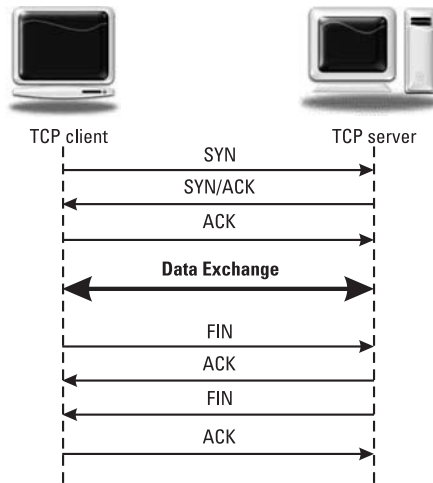 TCP client
TCP server
SYN
SYN/ACK
ACK
Data Exchange
FIN
ACK
FIN
ACK